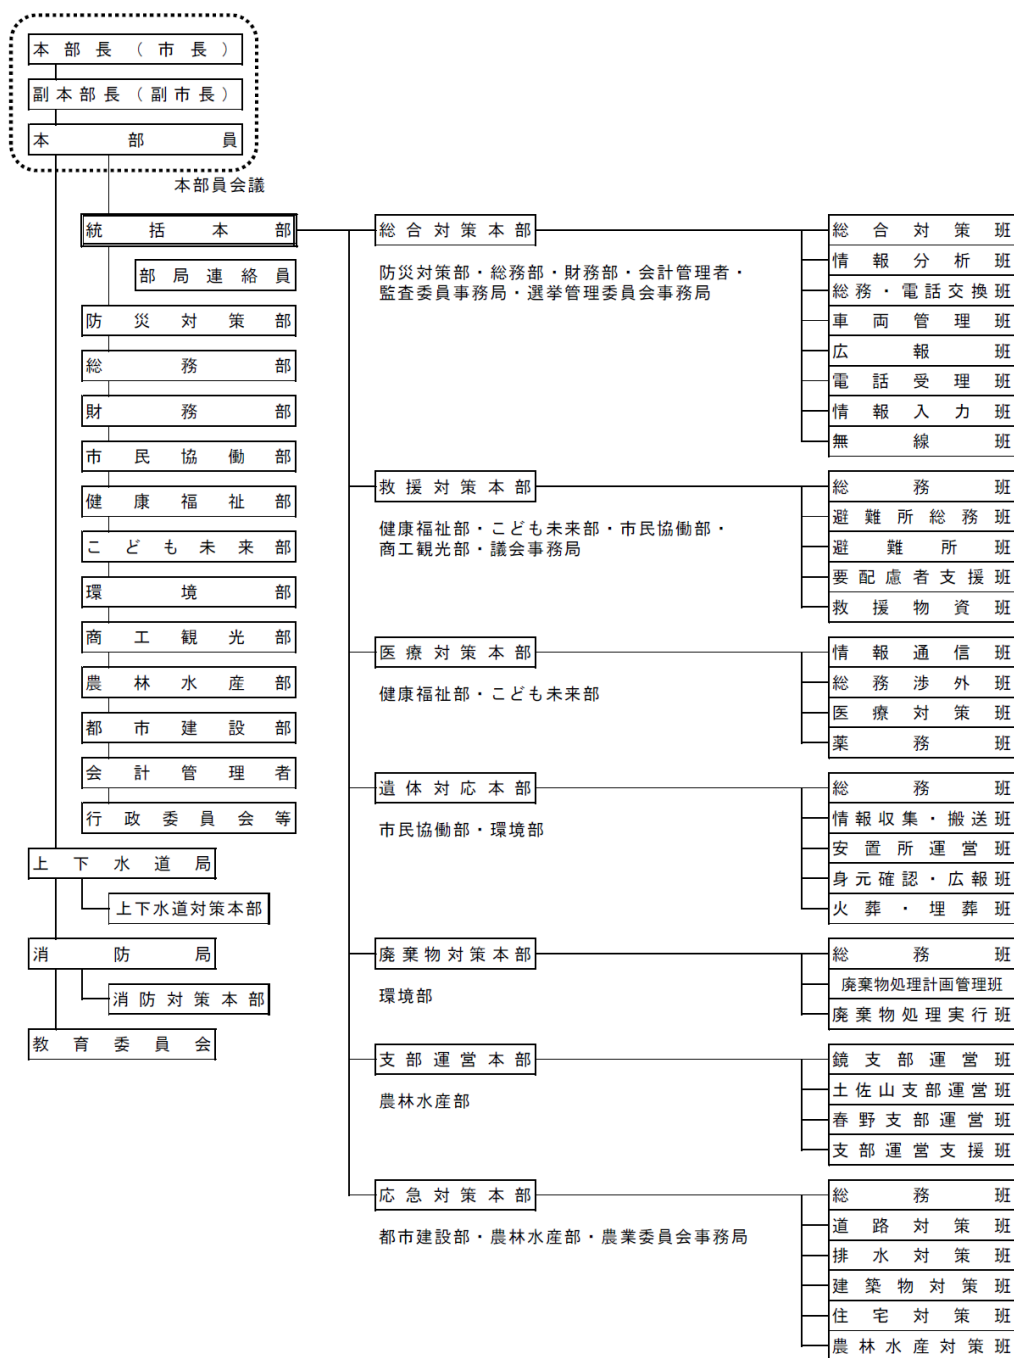 本部長（市長）
副本部長（副市長）
本部員
本部員会議
統括本部
部局連絡員
防災対策部
総務部
財務部
市民協働部
健康福祉部
こども未来部
環境部
商工観光部
農林水産部
都市建設部
会計管理者
行政委員会等
上下水道局
上下水道対策本部
消防局
消防対策本部
教育委員会
総合対策本部
防災対策部・総務部・財務部・会計管理者・
監査委員事務局・選挙管理委員会事務局
総合対策班
情報分析班
総務・電話交換班
車両管理班
広報班
電話受理班
情報入力班
無線班
救援対策本部
健康福祉部・こども未来部・市民協働部・
商工観光部・議会事務局
総務班
避難所総務班
避難所班
要配慮者支援班
救援物資班
医療対策本部
健康福祉部・こども未来部
情報通信班
総務渉外班
医療対策班
薬務班
遺体対応本部
市民協働部・環境部
総務班
情報収集・搬送班
安置所運営班
身元確認・広報班
火葬・埋葬班
廃棄物対策本部
環境部
総務班
廃棄物処理計画管理班
廃棄物処理実行班
支部運営本部
農林水産部
鏡支部運営班
土佐山支部運営班
春野支部運営班
支部運営支援班
応急対策本部
都市建設部・農林水産部・農業委員会事務局
総務班
道路対策班
排水対策班
建築物対策班
住宅対策班
農林水産対策班